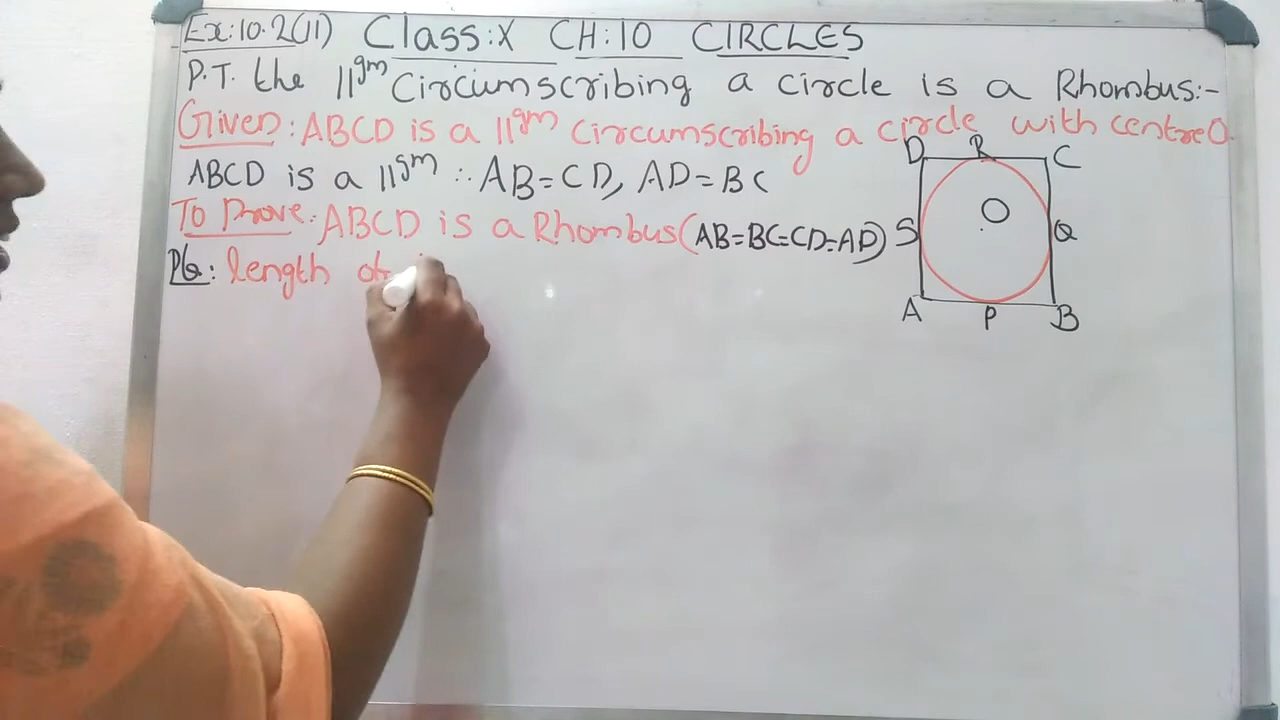 Ex:10.2(11) Class:X CH:10 CIRCLES
P.T. the ||gm Circumscribing a circle is a Rhombus:-
Given: ABCD is a ||gm circumscribing a circle with centre O.
ABCD is a ||gm ∴ AB=CD, AD=BC
To Prove: ABCD is a Rhombus (AB=BC=CD=AD)
length of
D R C
O
S Q
A P B